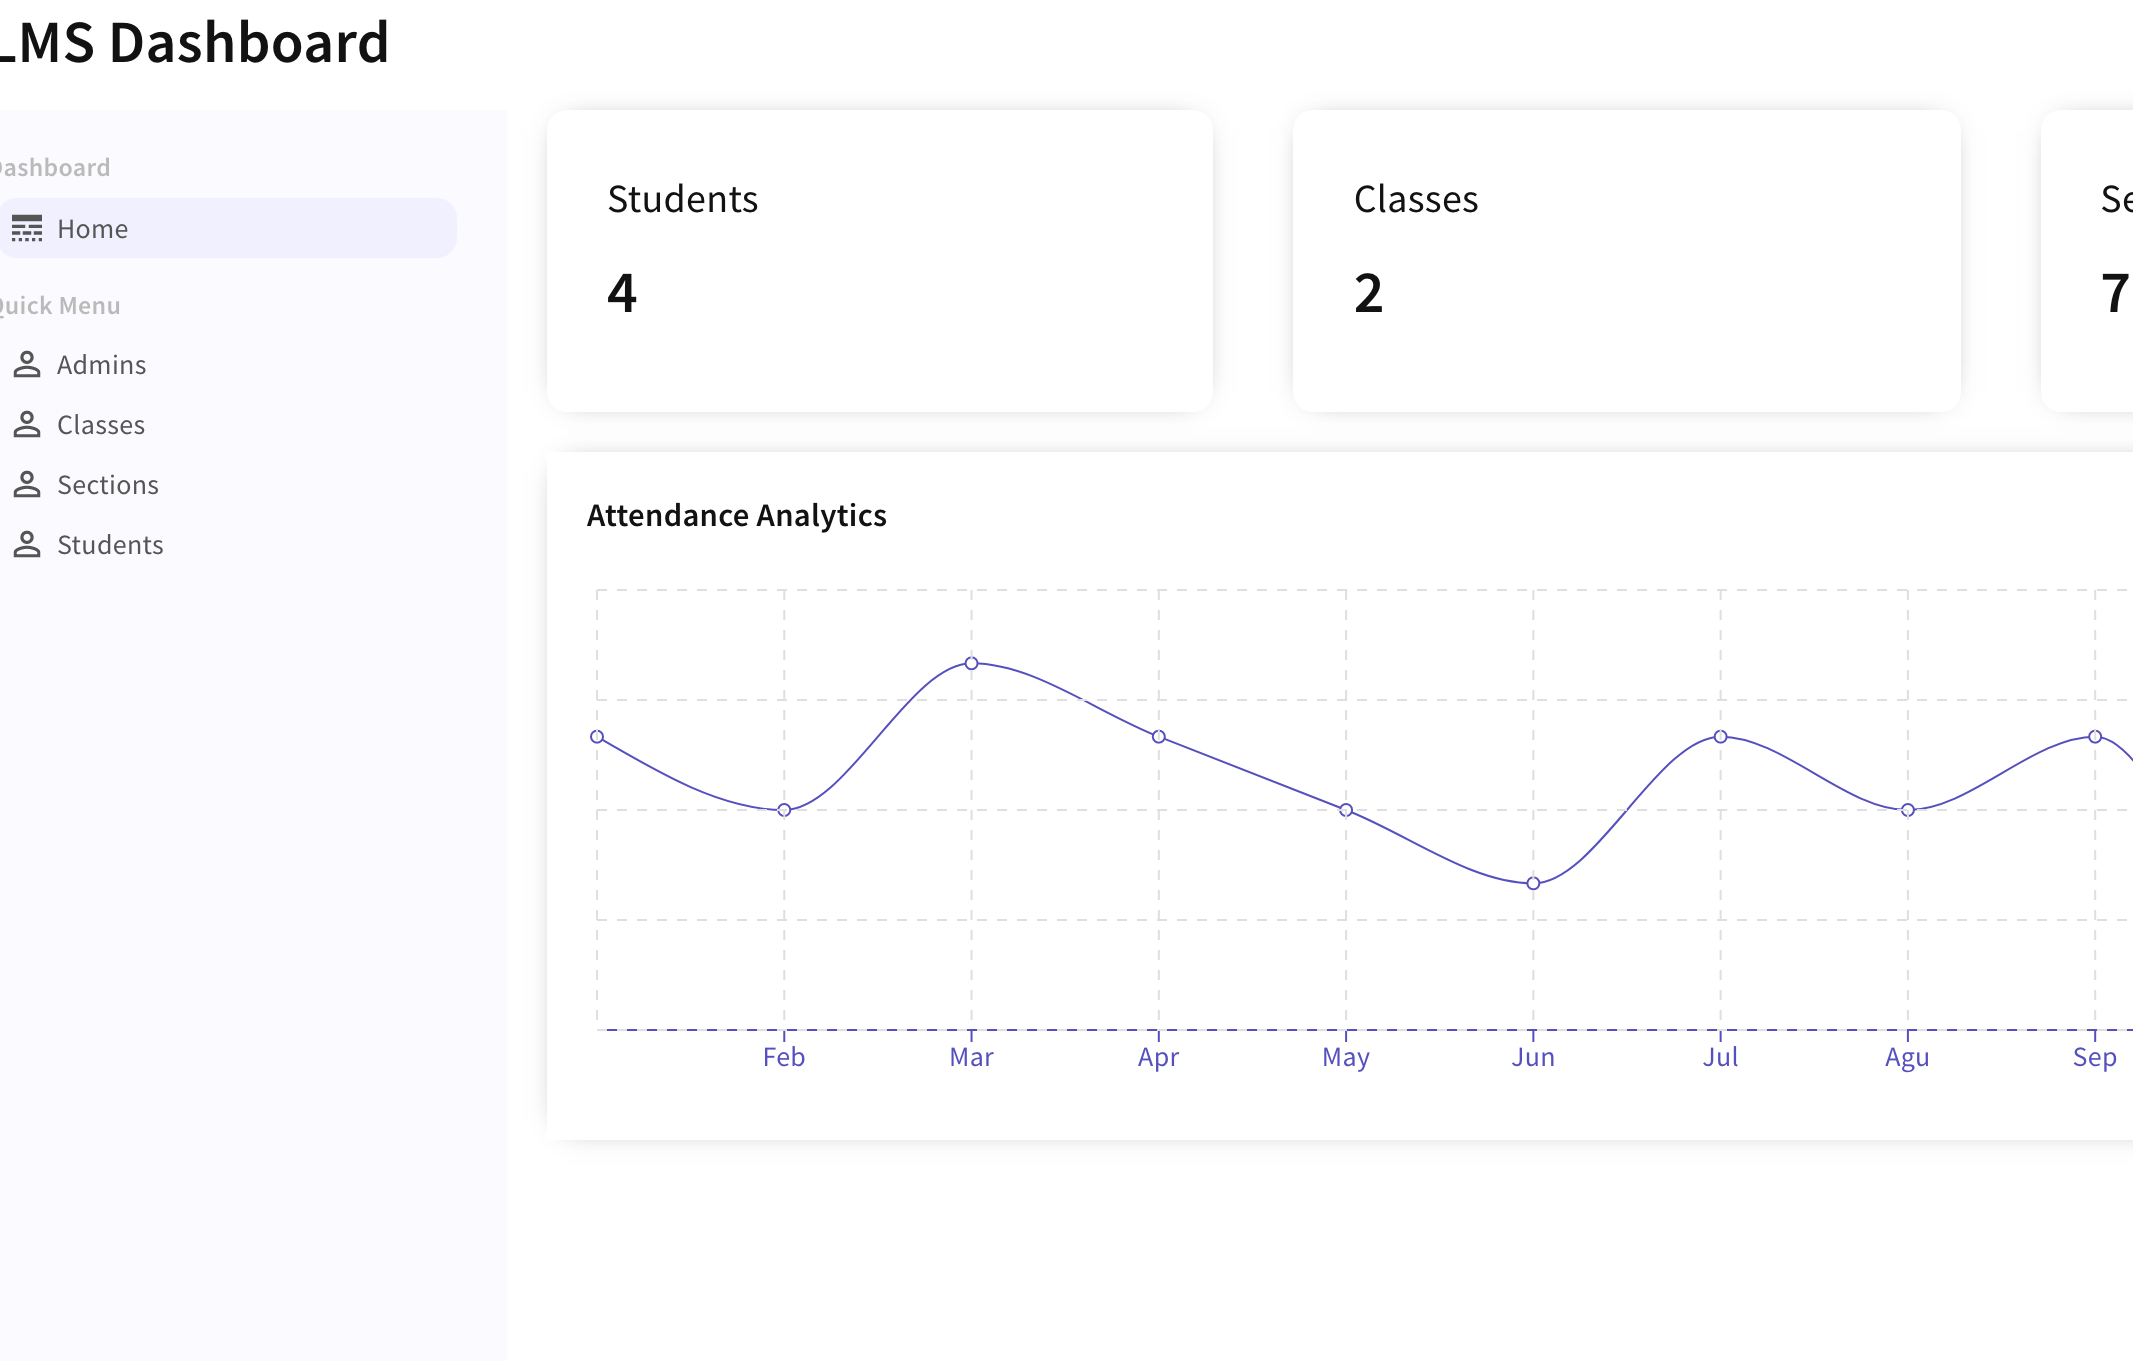 LMS Dashboard
Dashboard
Home
Quick Menu
Admins
Classes
Sections
Students
Students
4
Classes
2
Se
7
Attendance Analytics
Feb Mar Apr May Jun Jul Agu Sep